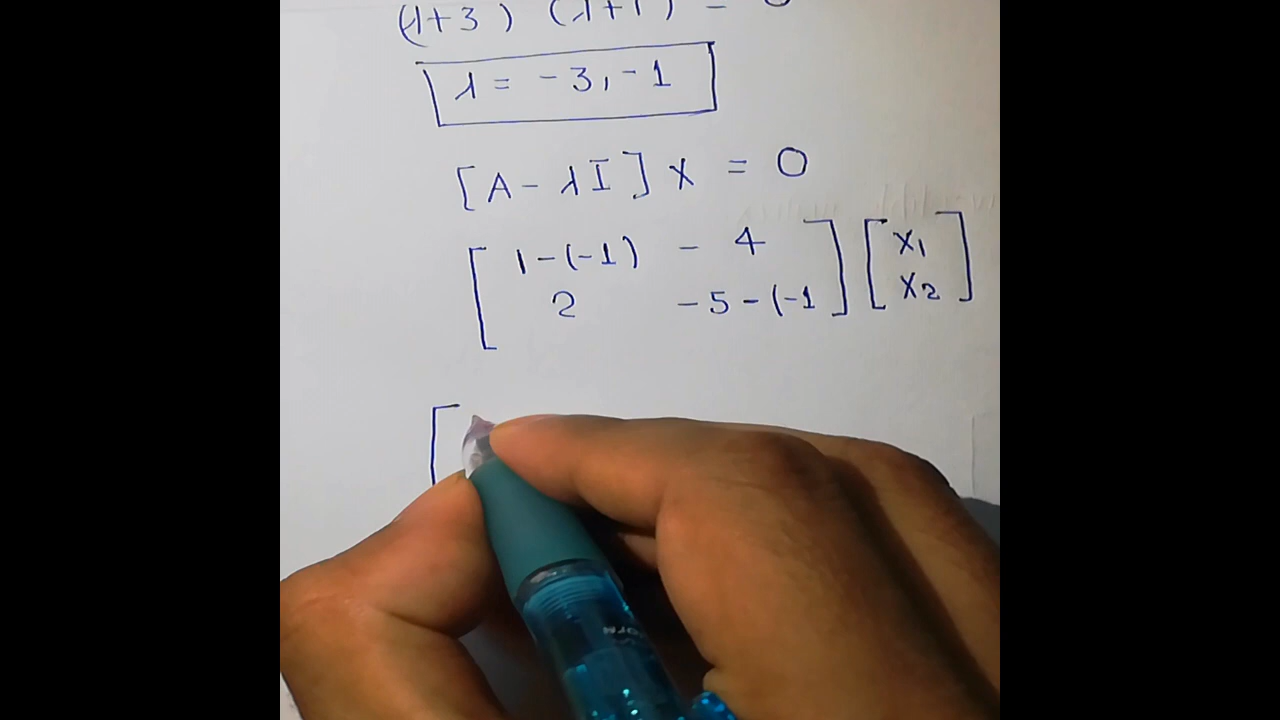 (λ+3) (λ+1) = 0
λ = -3, -1
[A - λI] X = 0
[1-(-1) - 4] [x1]
[2 -5-(-1] [x2]
[